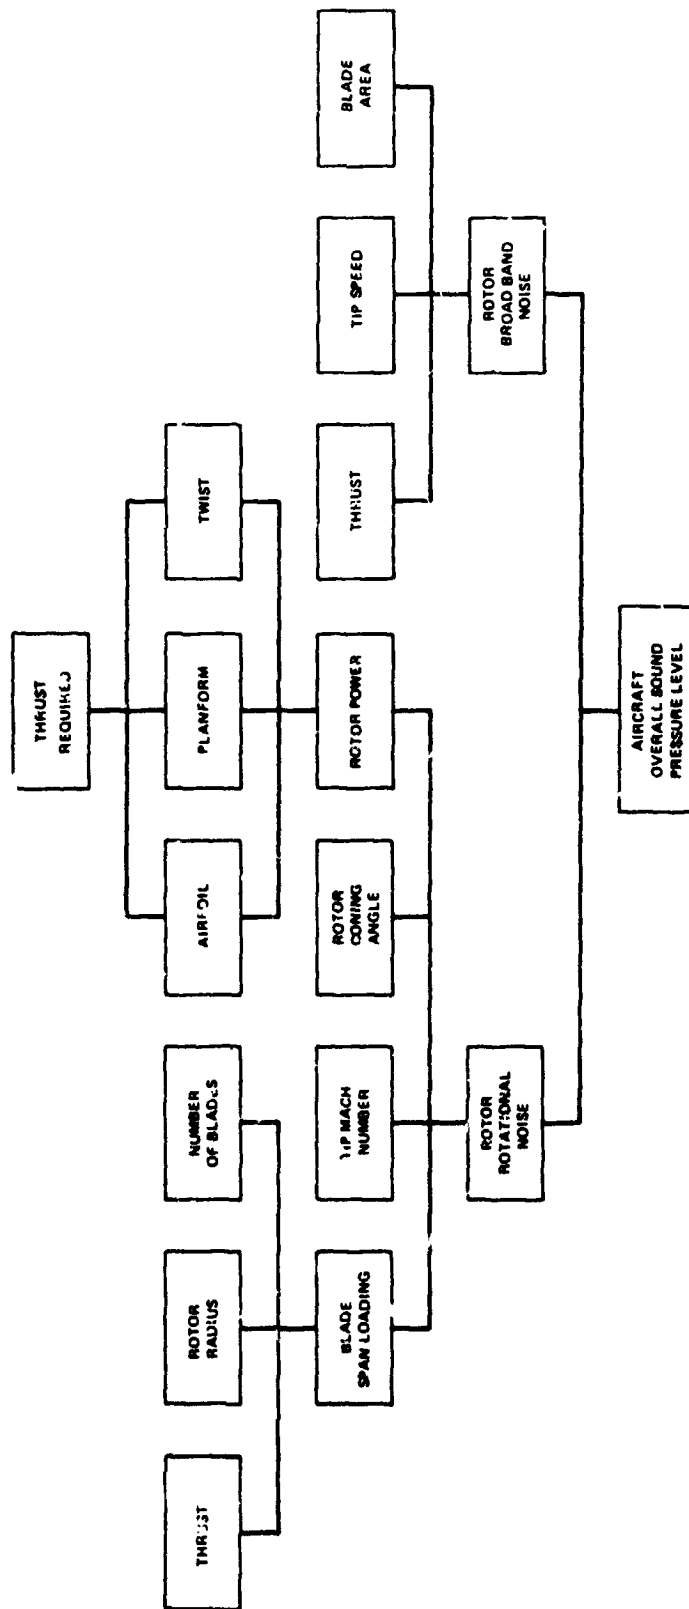 THRUST
REQUIRED
AIRFOIL
PLANFORM
TWIST
THRUST
ROTOR
RADIUS
NUMBER
OF BLADES
BLADE
SPAN LOADING
TIP MACH
NUMBER
ROTOR
CONING
ANGLE
ROTOR POWER
THRUST
TIP SPEED
BLADE
AREA
ROTOR
ROTATIONAL
NOISE
ROTOR
BROAD BAND
NOISE
AIRCRAFT
OVERALL SOUND
PRESSURE LEVEL